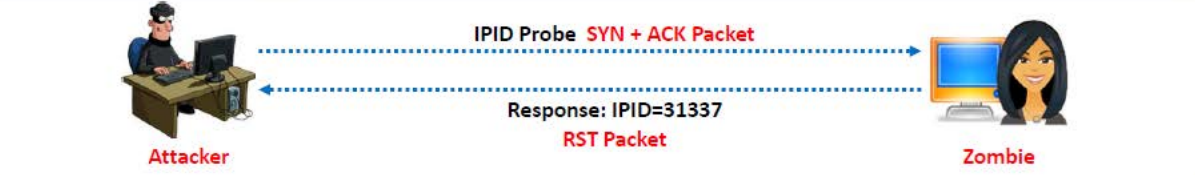 IPID Probe SYN + ACK Packet
Response: IPID=31337
RST Packet
Attacker
Zombie